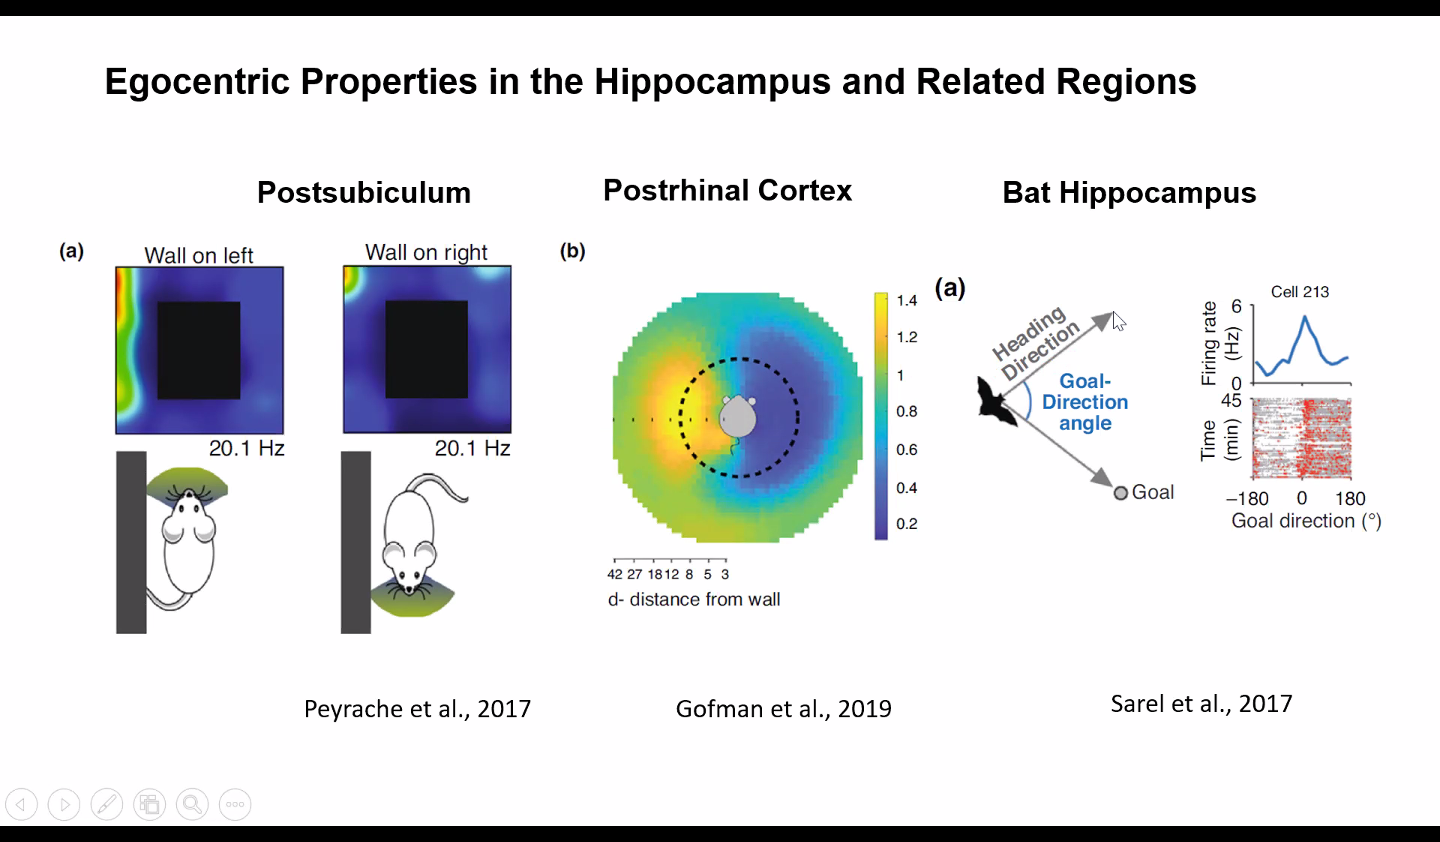 Egocentric Properties in the Hippocampus and Related Regions
Postsubiculum
(a)
Wall on left
Wall on right
20.1 Hz
20.1 Hz
Peyrache et al., 2017
Postrhinal Cortex
(b)
1.4
1.2
1
0.8
0.6
0.4
0.2
42 27 18 12 8 5 3
d- distance from wall
Gofman et al., 2019
Bat Hippocampus
(a)
Heading
Direction
Goal-
Direction
angle
Goal
Cell 213
Firing rate
(Hz)
6
0
Time
(min)
45
−180 0 180
Goal direction (°)
Sarel et al., 2017